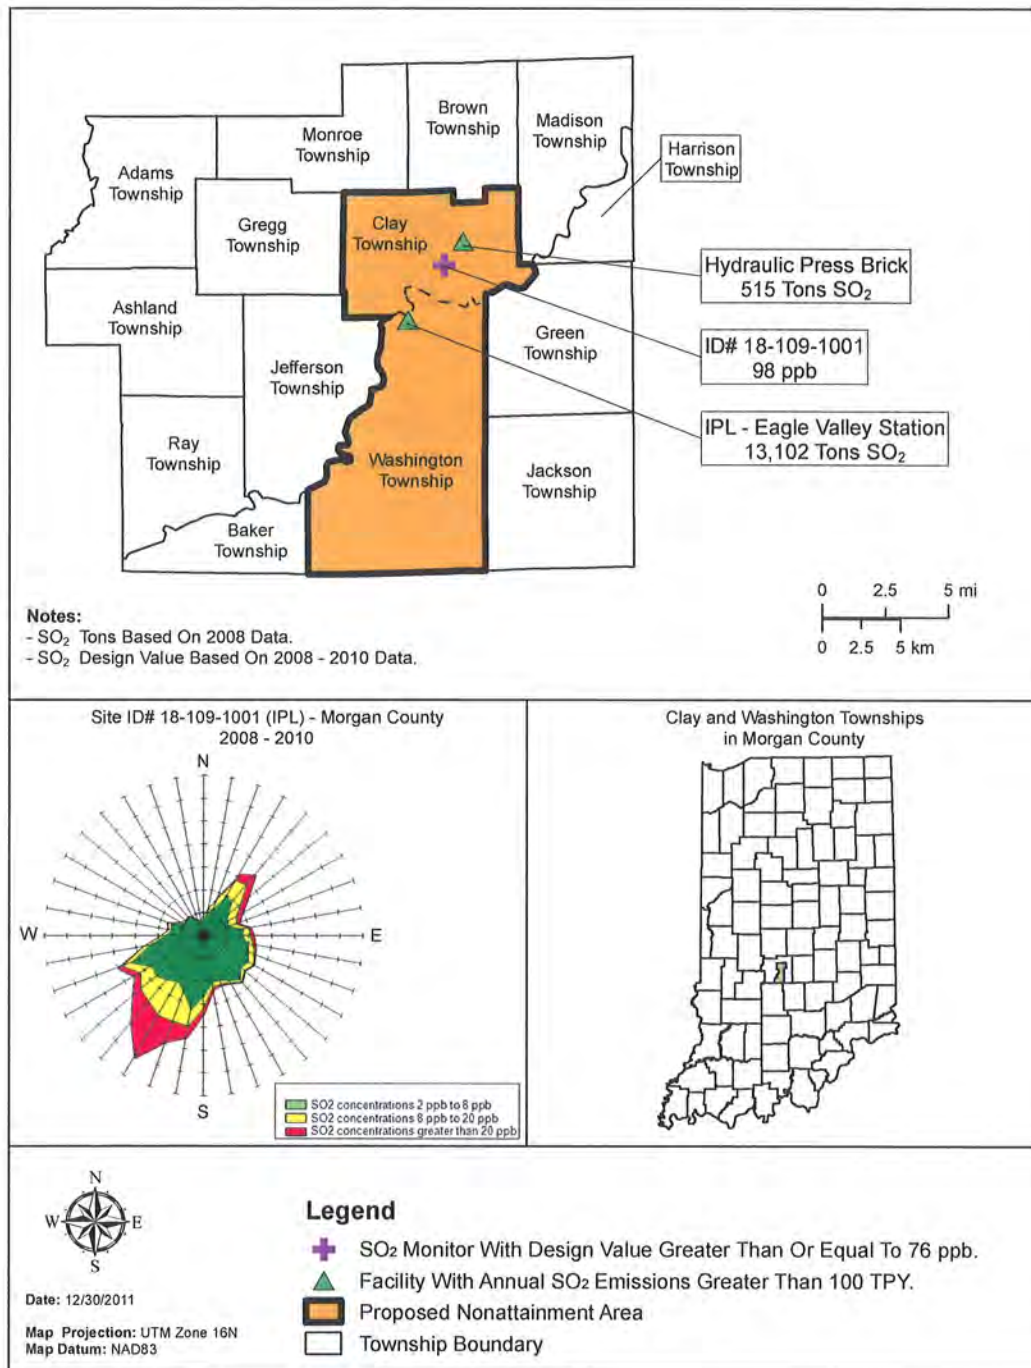 Brown
Township
Madison
Township
Monroe
Township
Harrison
Township
Adams
Township
Clay
Township
Gregg
Township
Hydraulic Press Brick
515 Tons SO₂
Ashland
Township
Green
Township
ID# 18-109-1001
98 ppb
Jefferson
Township
IPL - Eagle Valley Station
13,102 Tons SO₂
Ray
Township
Washington
Township
Jackson
Township
Baker
Township
0 2.5 5 mi
0 2.5 5 km
Notes:
- SO₂ Tons Based On 2008 Data.
- SO₂ Design Value Based On 2008 - 2010 Data.
Site ID# 18-109-1001 (IPL) - Morgan County
2008 - 2010
N
W
E
S
SO2 concentrations 2 ppb to 8 ppb
SO2 concentrations 8 ppb to 20 ppb
SO2 concentrations greater than 20 ppb
Clay and Washington Townships
in Morgan County
N
W
E
S
Date: 12/30/2011
Map Projection: UTM Zone 16N
Map Datum: NAD83
Legend
SO₂ Monitor With Design Value Greater Than Or Equal To 76 ppb.
Facility With Annual SO₂ Emissions Greater Than 100 TPY.
Proposed Nonattainment Area
Township Boundary